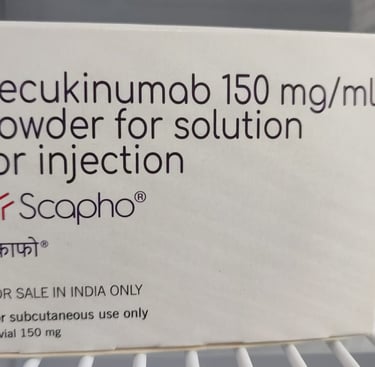 ecukinumab 150 mg/ml
owder for solution
or injection
Scapho®
काफो®
OR SALE IN INDIA ONLY
or subcutaneous use only
vial 150 mg